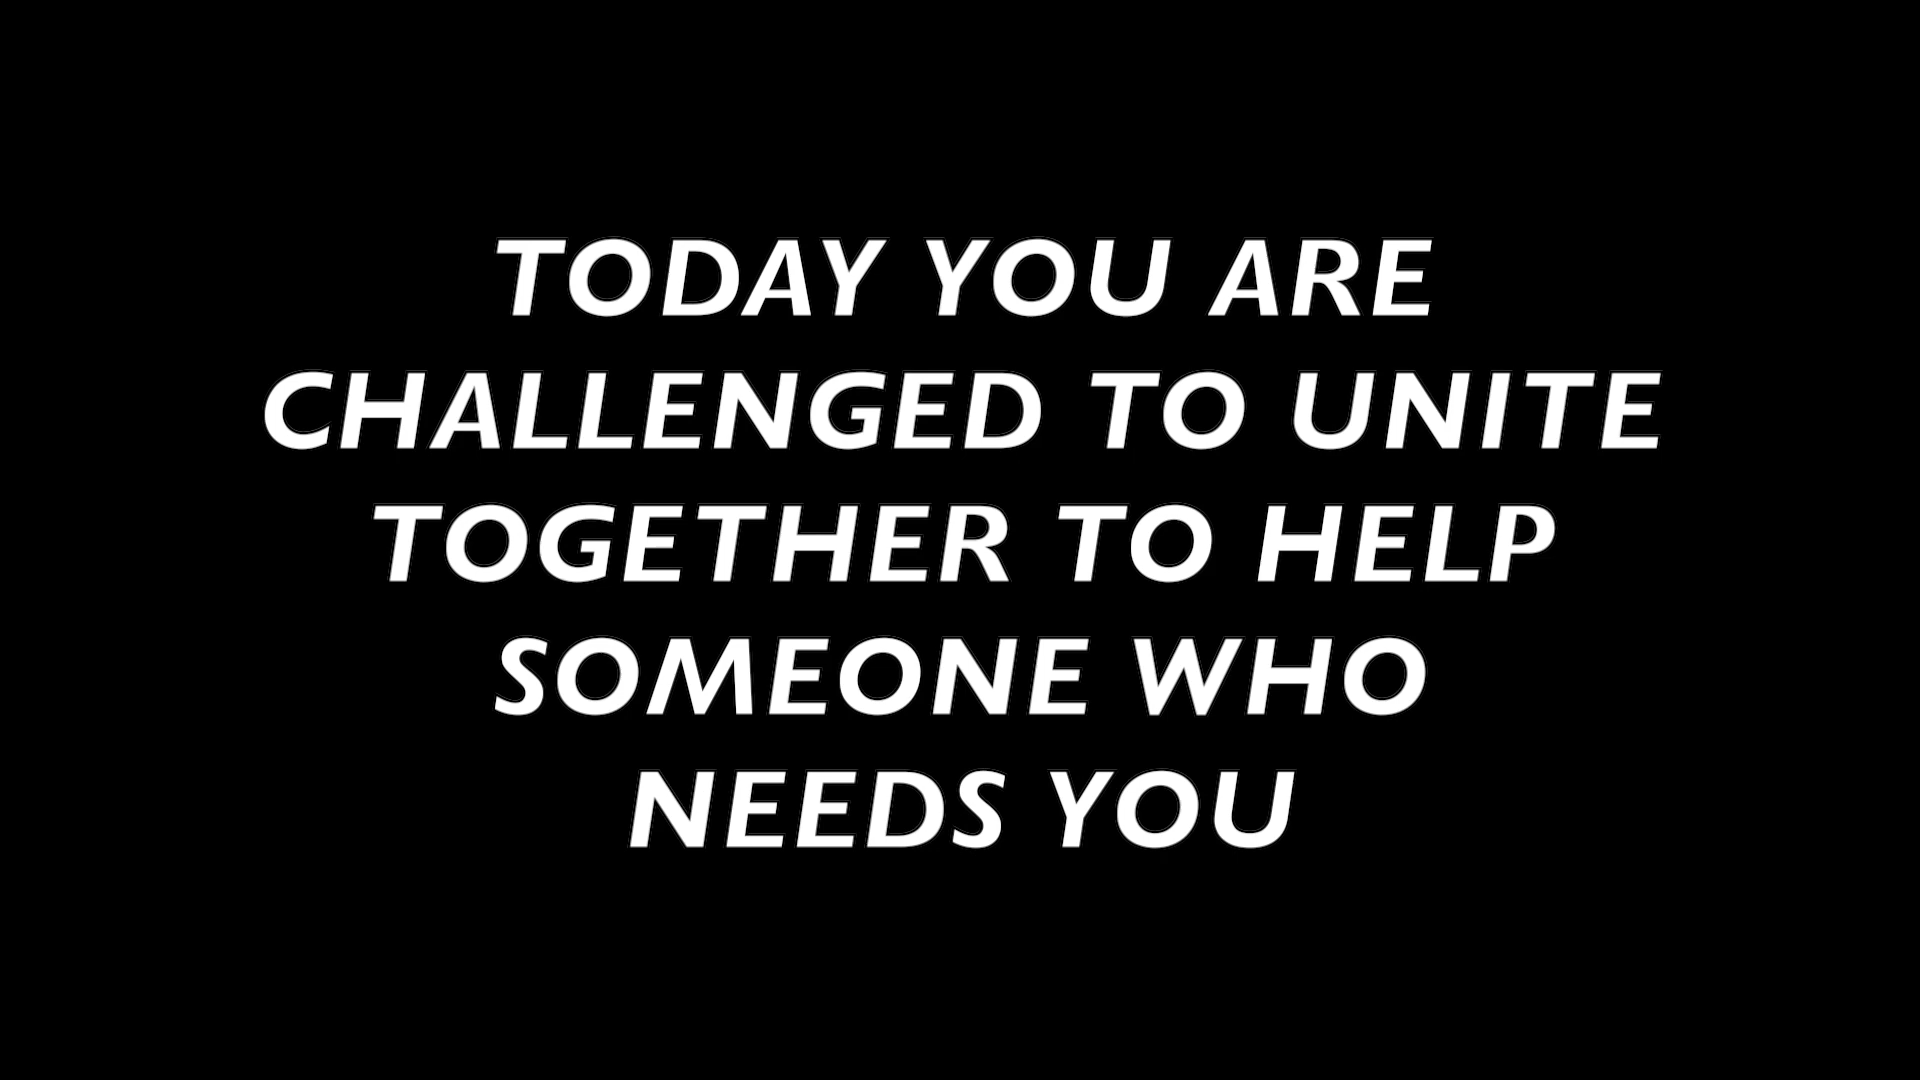 TODAY YOU ARE
CHALLENGED TO UNITE
TOGETHER TO HELP
SOMEONE WHO
NEEDS YOU